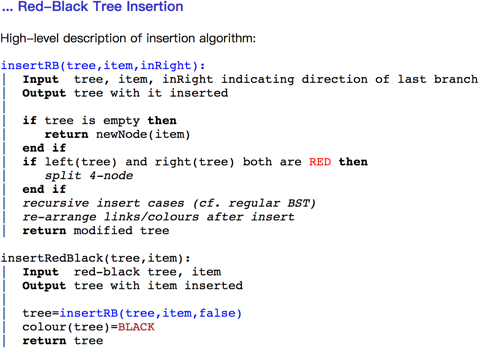 ... Red-Black Tree Insertion
High-level description of insertion algorithm:
insertRB(tree,item,inRight):
| Input tree, item, inRight indicating direction of last branch
| Output tree with it inserted
|
| if tree is empty then
| return newNode(item)
| end if
| if left(tree) and right(tree) both are RED then
| split 4-node
| end if
| recursive insert cases (cf. regular BST)
| re-arrange links/colours after insert
| return modified tree
insertRedBlack(tree,item):
| Input red-black tree, item
| Output tree with item inserted
|
| tree=insertRB(tree,item,false)
| colour(tree)=BLACK
| return tree